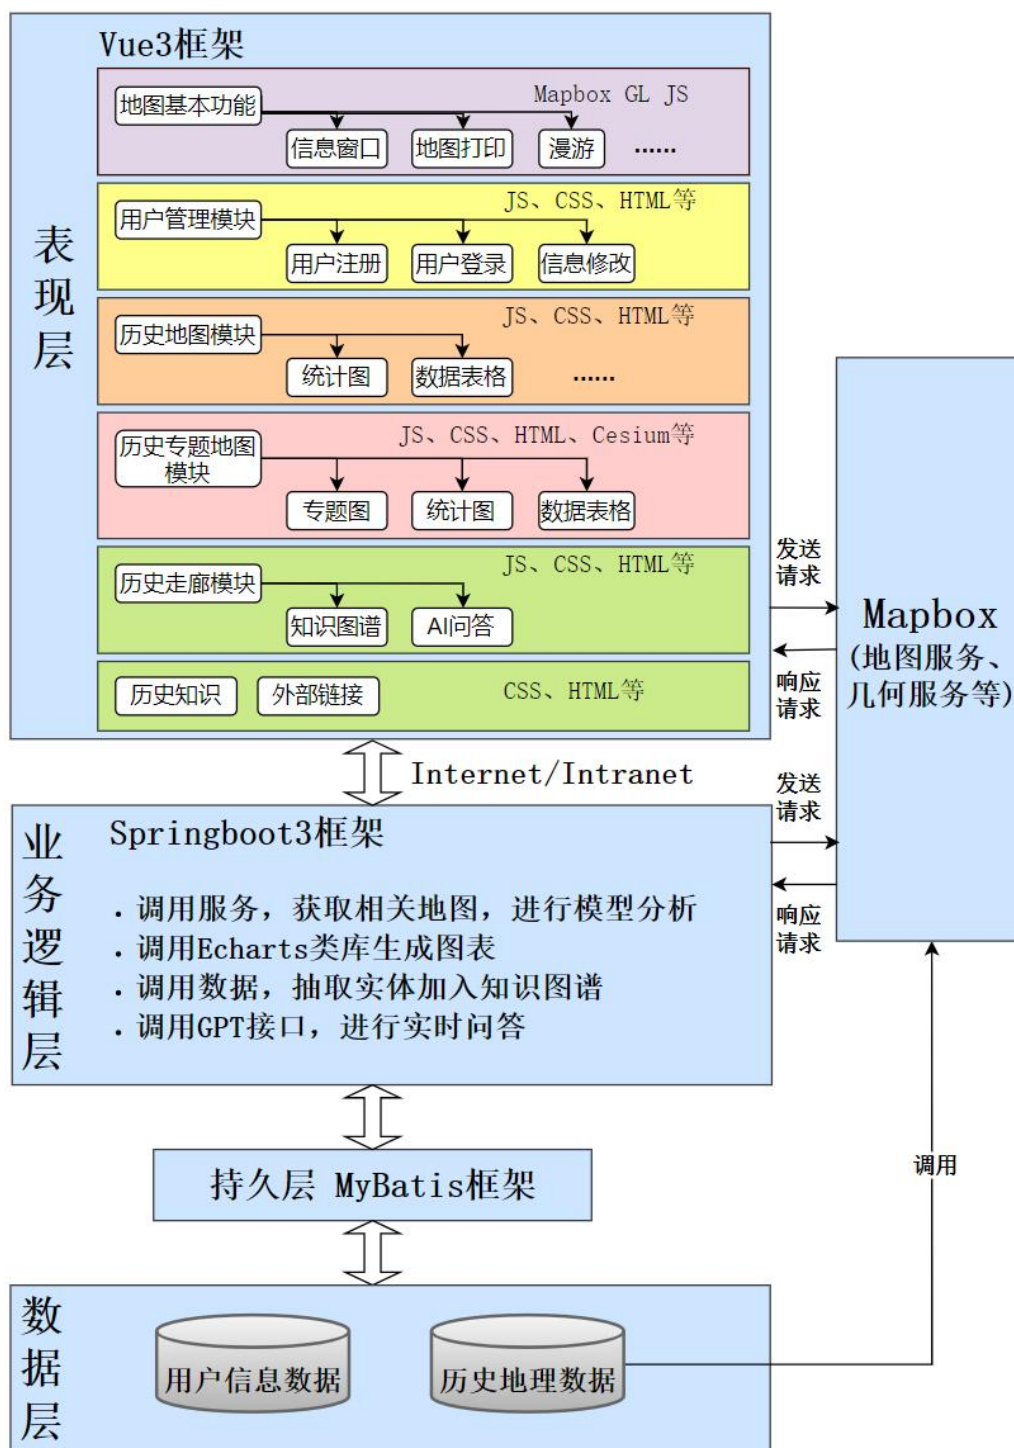 Vue3框架
表现层
地图基本功能
Mapbox GL JS
信息窗口
地图打印
漫游
......
用户管理模块
JS、CSS、HTML等
用户注册
用户登录
信息修改
历史地图模块
JS、CSS、HTML等
统计图
数据表格
......
历史专题地图
模块
JS、CSS、HTML、Cesium等
专题图
统计图
数据表格
历史走廊模块
JS、CSS、HTML等
知识图谱
AI问答
历史知识
外部链接
CSS、HTML等
发送
请求
响应
请求
Mapbox
(地图服务、
几何服务等)
Internet/Intranet
发送
请求
响应
请求
业务逻辑层
Springboot3框架
. 调用服务，获取相关地图，进行模型分析
. 调用Echarts类库生成图表
. 调用数据，抽取实体加入知识图谱
. 调用GPT接口，进行实时问答
持久层 MyBatis框架
调用
数据层
用户信息数据
历史地理数据